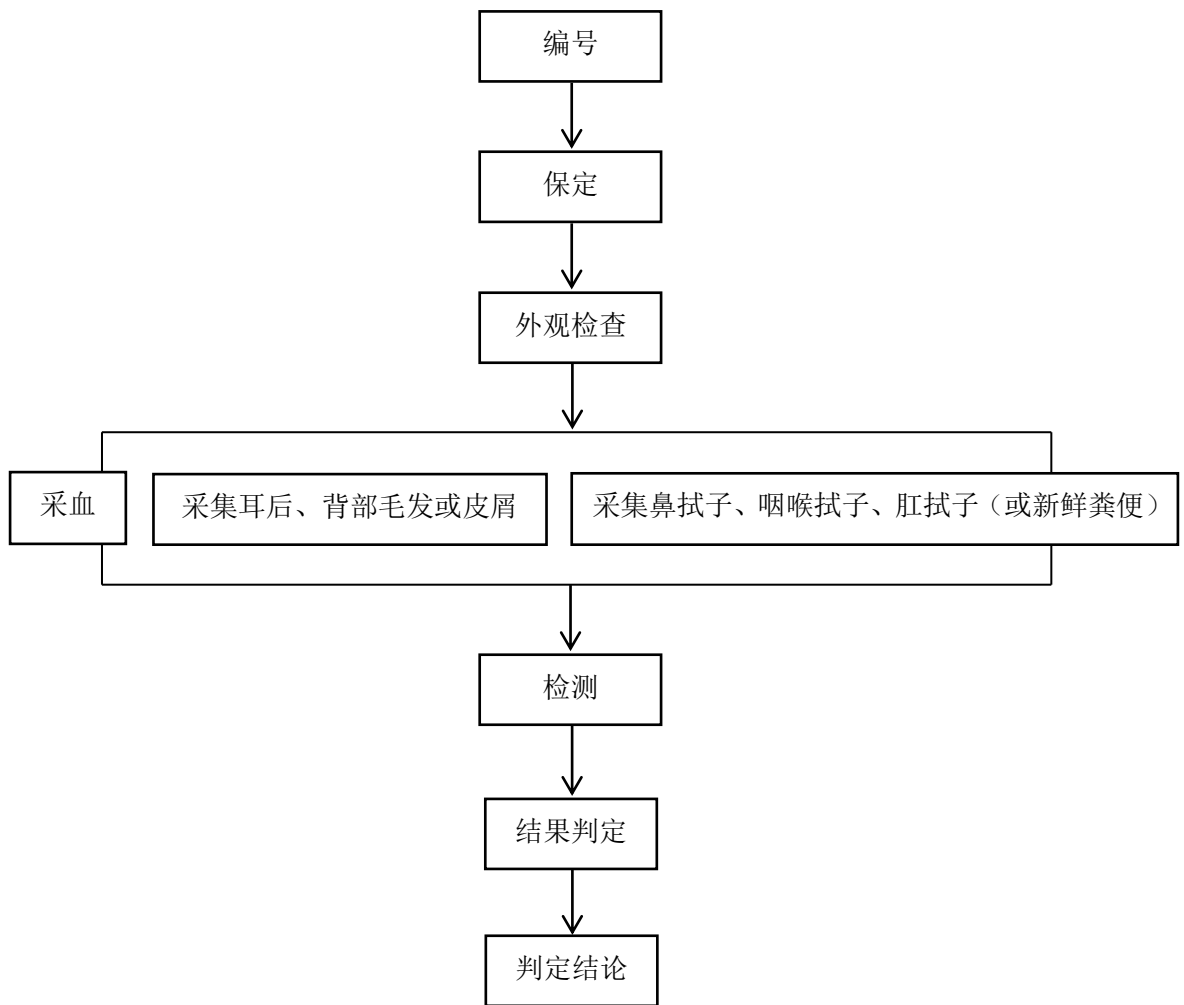 编号
保定
外观检查
采血
采集耳后、背部毛发或皮屑
采集鼻拭子、咽喉拭子、肛拭子（或新鲜粪便）
检测
结果判定
判定结论